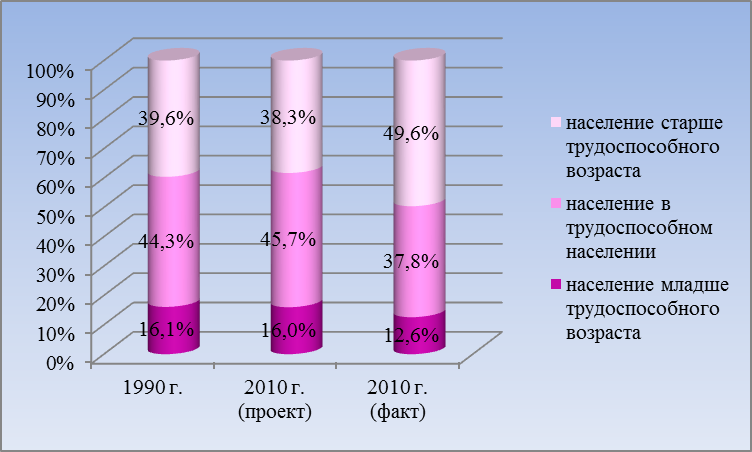 100%
90%
80%
70%
60%
50%
40%
30%
20%
10%
0%
39,6%
38,3%
49,6%
44,3%
45,7%
37,8%
16,1%
16,0%
12,6%
1990 г.
2010 г.
(проект)
2010 г.
(факт)
население старше
трудоспособного
возраста
население в
трудоспособном
населении
население младше
трудоспособного
возраста